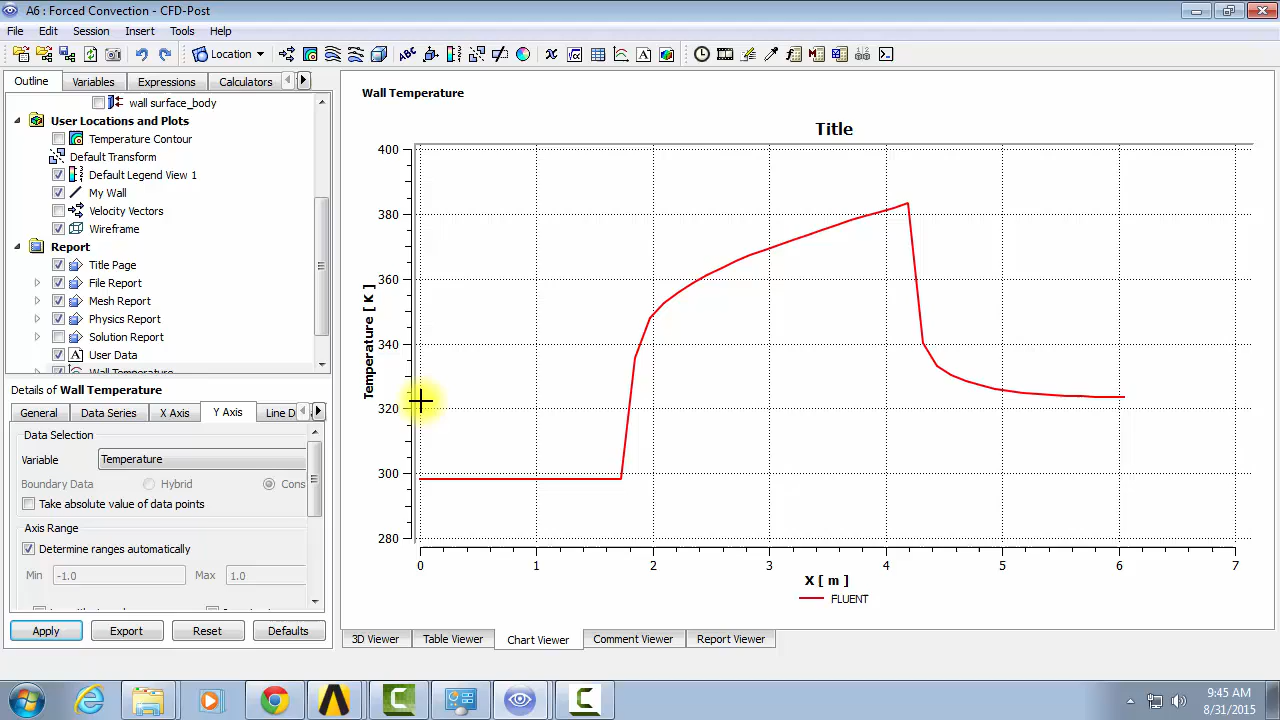 A6 : Forced Convection - CFD-Post
File Edit Session Insert Tools Help
Location
Outline Variables Expressions Calculators
wall surface_body
User Locations and Plots
Temperature Contour
Default Transform
Default Legend View 1
My Wall
Velocity Vectors
Wireframe
Report
Title Page
File Report
Mesh Report
Physics Report
Solution Report
User Data
Wall Temperature
Details of Wall Temperature
General Data Series X Axis Y Axis Line D
Data Selection
Variable Temperature
Boundary Data Hybrid Cons
Take absolute value of data points
Axis Range
Determine ranges automatically
Min -1.0 Max 1.0
Apply Export Reset Defaults
Wall Temperature
Title
400
380
360
340
320
300
280
Temperature [ K ]
0 1 2 3 4 5 6 7
X [ m ]
FLUENT
3D Viewer Table Viewer Chart Viewer Comment Viewer Report Viewer
9:45 AM
8/31/2015